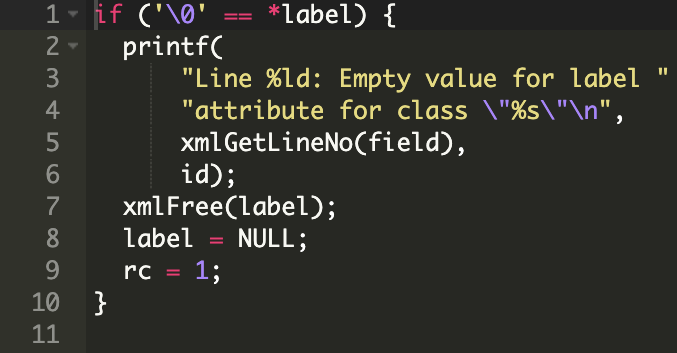 1 if ('\0' == *label) {
2   printf(
3       "Line %ld: Empty value for label "
4       "attribute for class \"%s\"\n",
5       xmlGetLineNo(field),
6       id);
7   xmlFree(label);
8   label = NULL;
9   rc = 1;
10 }
11